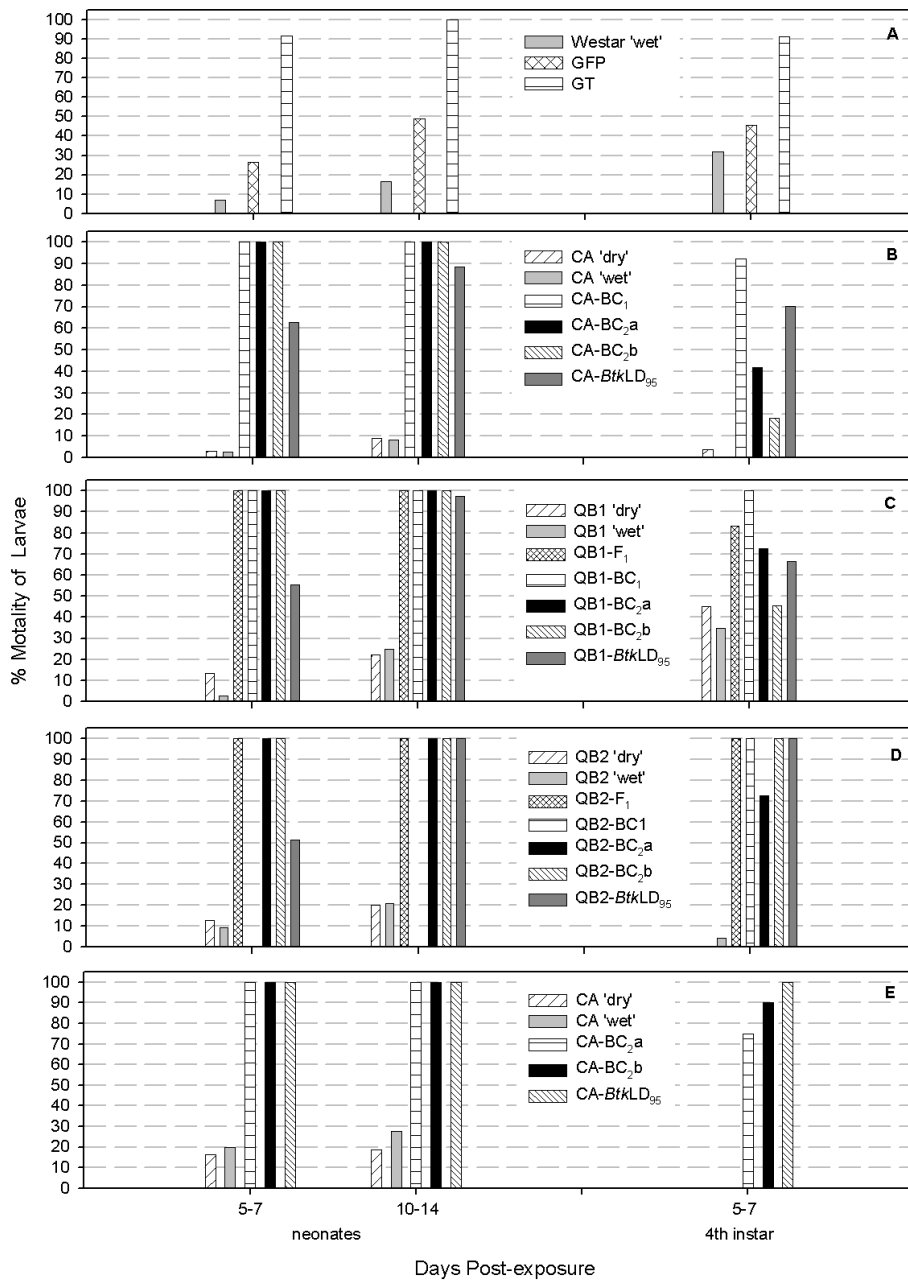 % Motality of Larvae
100
90
80
70
60
50
40
30
20
10
0
A
Westar 'wet'
GFP
GT
100
90
80
70
60
50
40
30
20
10
0
B
CA 'dry'
CA 'wet'
CA-BC₁
CA-BC₂a
CA-BC₂b
CA-BtkLD₉₅
100
90
80
70
60
50
40
30
20
10
0
C
QB1 'dry'
QB1 'wet'
QB1-F₁
QB1-BC₁
QB1-BC₂a
QB1-BC₂b
QB1-BtkLD₉₅
100
90
80
70
60
50
40
30
20
10
0
D
QB2 'dry'
QB2 'wet'
QB2-F₁
QB2-BC1
QB2-BC₂a
QB2-BC₂b
QB2-BtkLD₉₅
100
90
80
70
60
50
40
30
20
10
0
E
CA 'dry'
CA 'wet'
CA-BC₂a
CA-BC₂b
CA-BtkLD₉₅
5-7 10-14 5-7
neonates 4th instar
Days Post-exposure